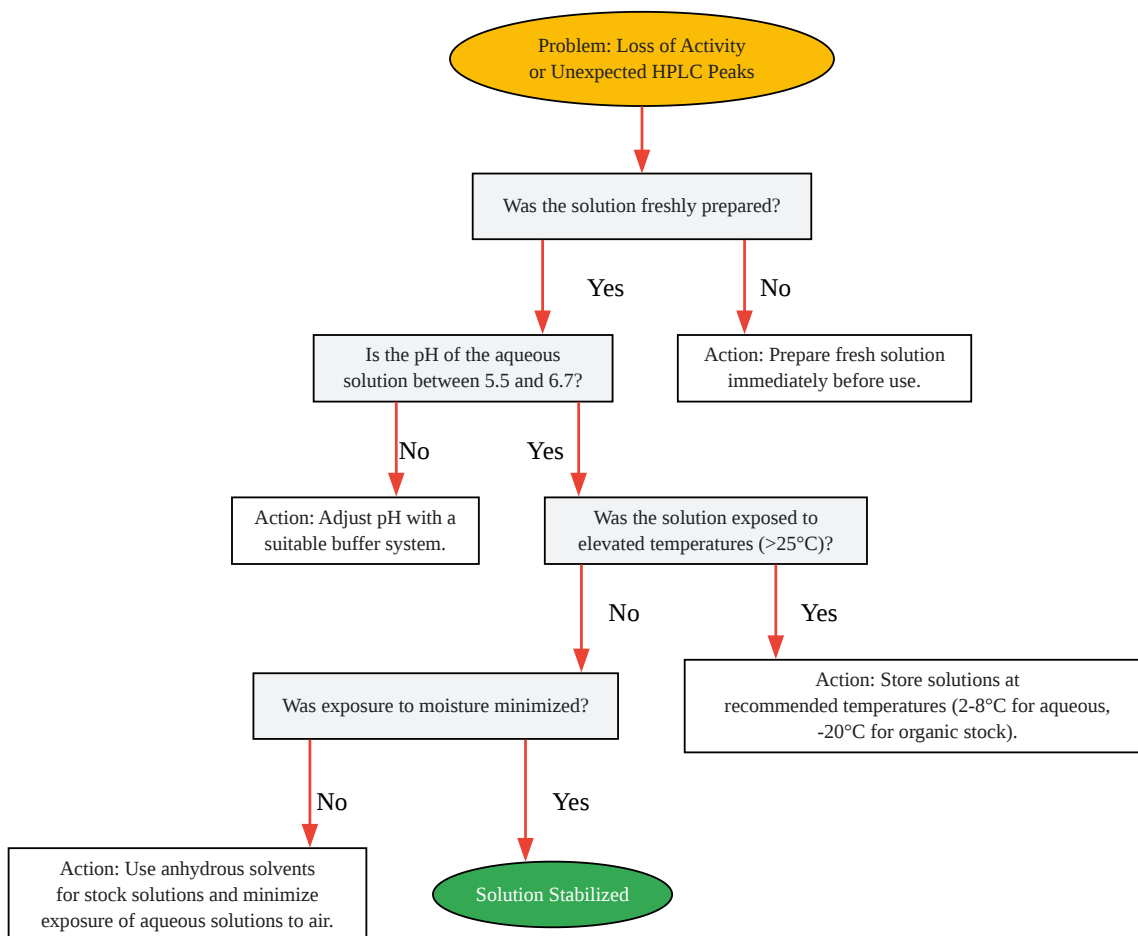 Problem: Loss of Activity
or Unexpected HPLC Peaks
Was the solution freshly prepared?
Yes
No
Is the pH of the aqueous
solution between 5.5 and 6.7?
Action: Prepare fresh solution
immediately before use.
No
Yes
Action: Adjust pH with a
suitable buffer system.
Was the solution exposed to
elevated temperatures (>25°C)?
No
Yes
Was exposure to moisture minimized?
Action: Store solutions at
recommended temperatures (2-8°C for aqueous,
-20°C for organic stock).
No
Yes
Action: Use anhydrous solvents
for stock solutions and minimize
exposure of aqueous solutions to air.
Solution Stabilized